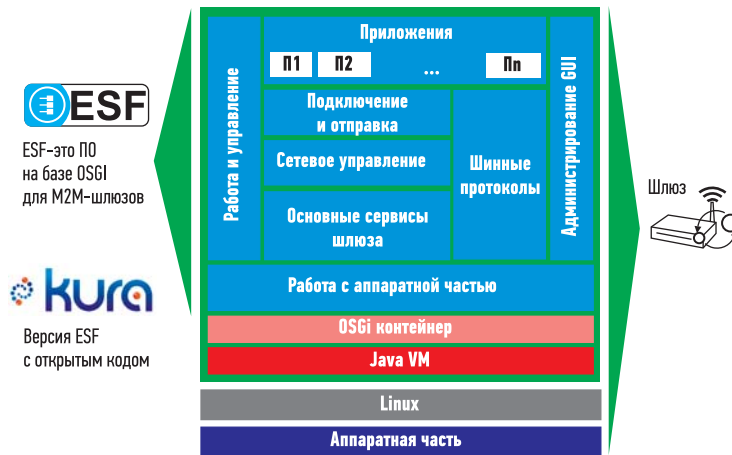 ESF
ESF-это ПО
на базе OSGI
для M2M-шлюзов
kura
Версия ESF
с открытым кодом
Работа и управление
Приложения
П1 П2 ... Пn
Подключение
и отправка
Сетевое управление
Основные сервисы
шлюза
Шинные
протоколы
Администрирование GUI
Работа с аппаратной частью
OSGi контейнер
Java VM
Linux
Аппаратная часть
Шлюз